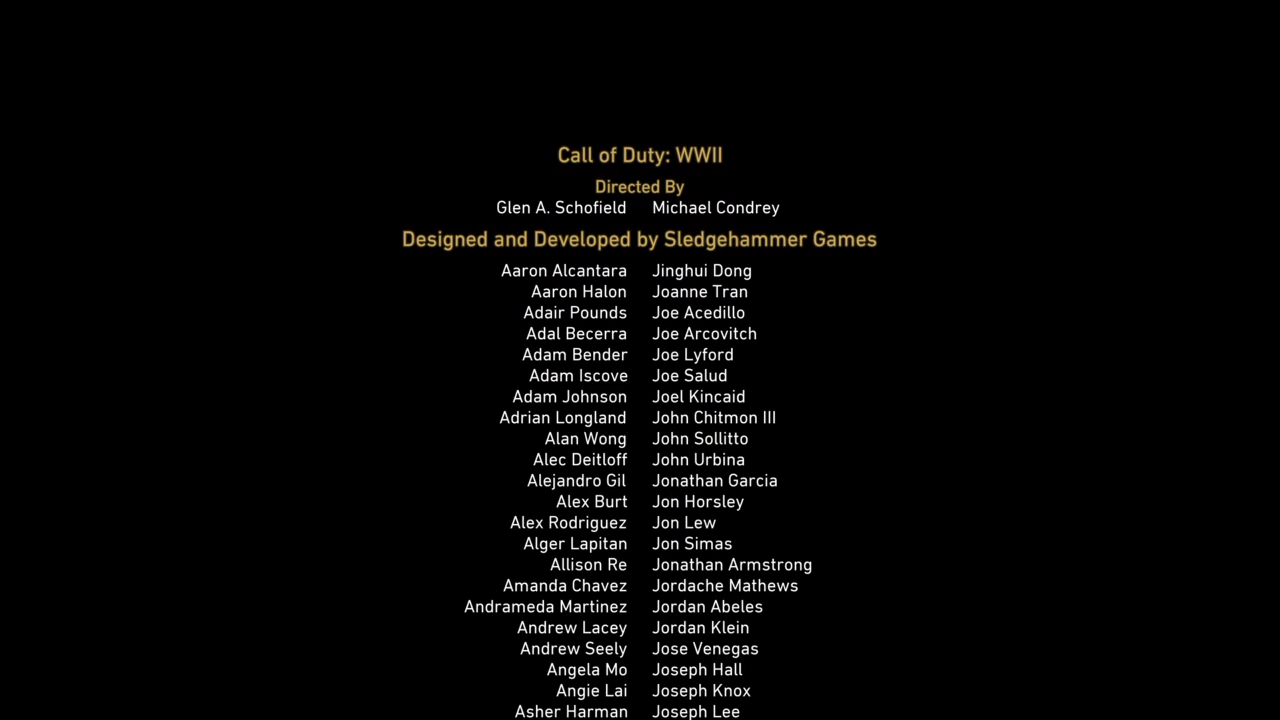 Call of Duty: WWII
Directed By
Glen A. Schofield Michael Condrey
Designed and Developed by Sledgehammer Games
Aaron Alcantara Jinghui Dong
Aaron Halon Joanne Tran
Adair Pounds Joe Acedillo
Adal Becerra Joe Arcovitch
Adam Bender Joe Lyford
Adam Iscove Joe Salud
Adam Johnson Joel Kincaid
Adrian Longland John Chitmon III
Alan Wong John Sollitto
Alec Deitloff John Urbina
Alejandro Gil Jonathan Garcia
Alex Burt Jon Horsley
Alex Rodriguez Jon Lew
Alger Lapitan Jon Simas
Allison Re Jonathan Armstrong
Amanda Chavez Jordache Mathews
Andrameda Martinez Jordan Abeles
Andrew Lacey Jordan Klein
Andrew Seely Jose Venegas
Angela Mo Joseph Hall
Angie Lai Joseph Knox
Asher Harman Joseph Lee